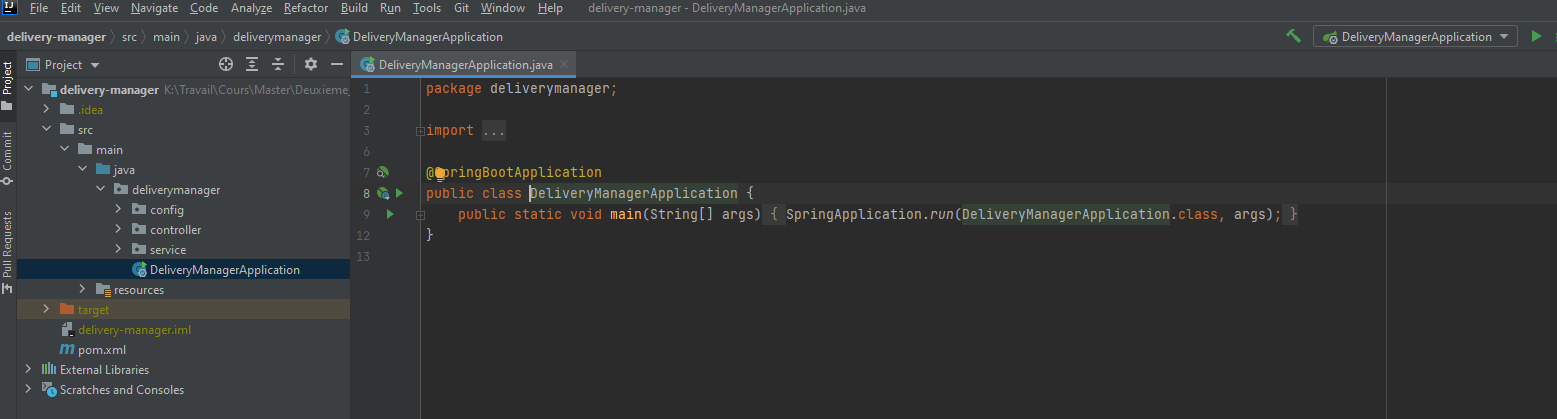 File Edit View Navigate Code Analyze Refactor Build Run Tools Git Window Help delivery-manager - DeliveryManagerApplication.java
delivery-manager src main java deliverymanager DeliveryManagerApplication DeliveryManagerApplication
Project
Commit
Pull Requests
Project
delivery-manager K:\Travail\Cours\Master\Deuxieme_
.idea
src
main
java
deliverymanager
config
controller
service
DeliveryManagerApplication
resources
target
delivery-manager.iml
pom.xml
External Libraries
Scratches and Consoles
DeliveryManagerApplication.java
1 package deliverymanager;
2
3 import ...
6
7 @SpringBootApplication
8 public class DeliveryManagerApplication {
9 public static void main(String[] args) { SpringApplication.run(DeliveryManagerApplication.class, args); }
12 }
13